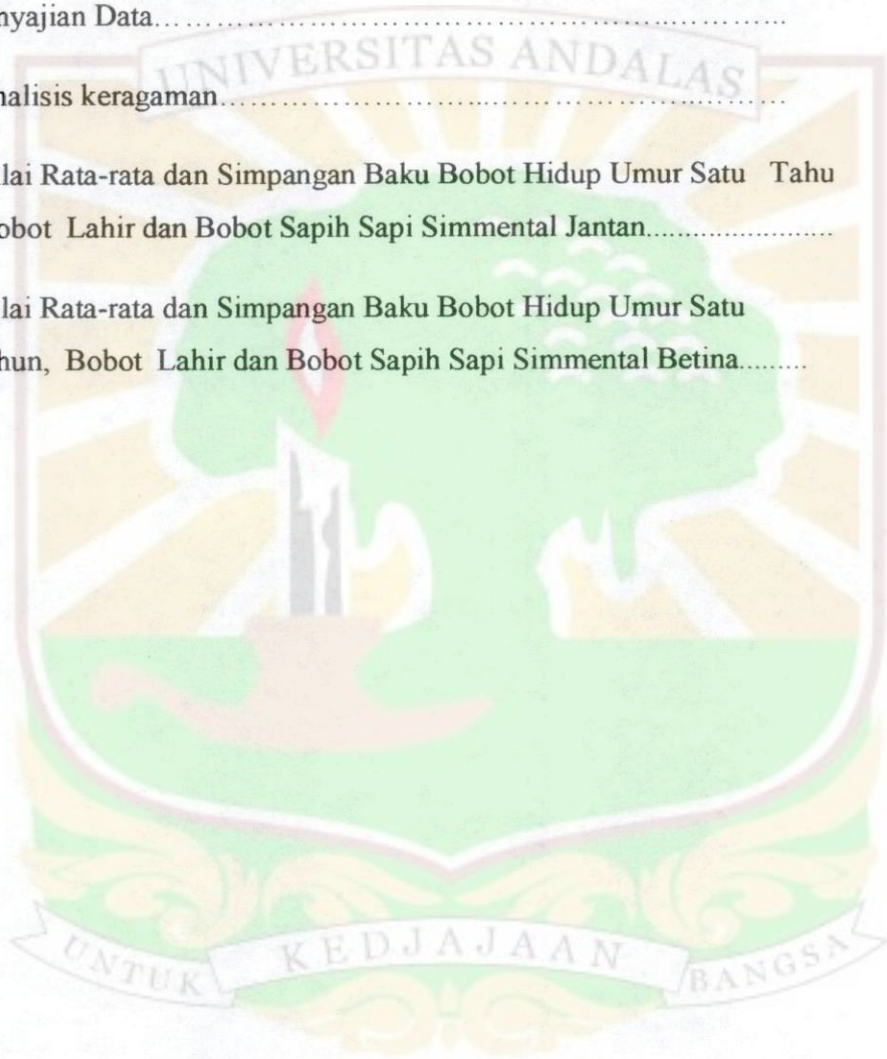 nyajian Data
UNIVERSITAS ANDALAS
nalisis keragaman
lai Rata-rata dan Simpangan Baku Bobot Hidup Umur Satu Tahu
obot Lahir dan Bobot Sapih Sapi Simmental Jantan
lai Rata-rata dan Simpangan Baku Bobot Hidup Umur Satu
hun, Bobot Lahir dan Bobot Sapih Sapi Simmental Betina
UNTUK KEDJAJAAN BANGSA